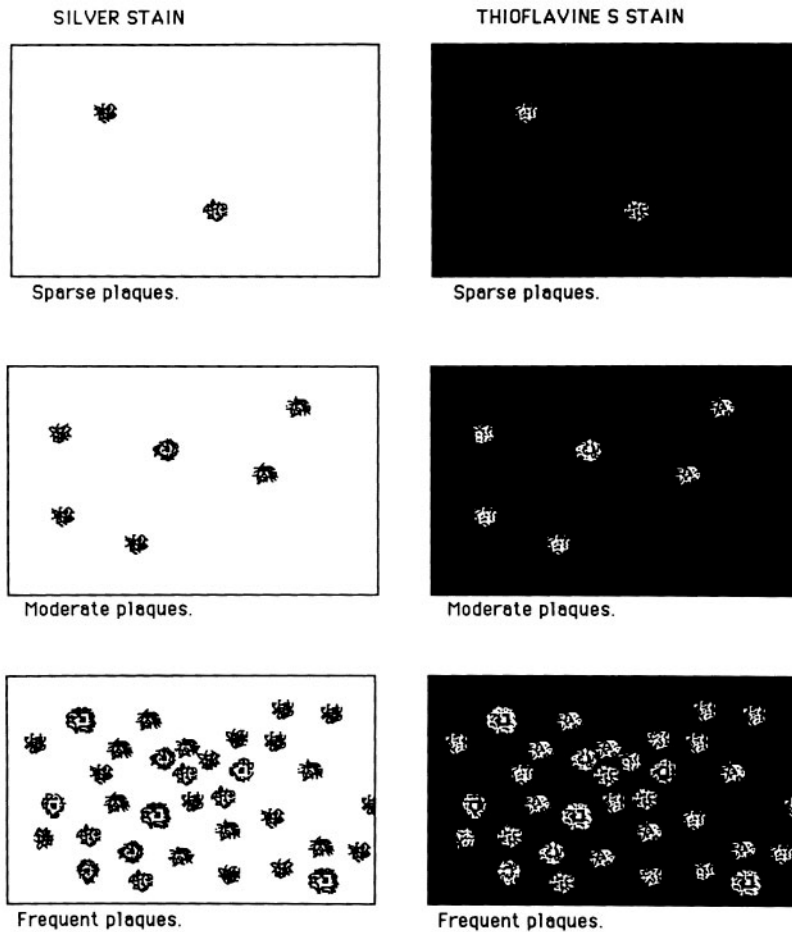 SILVER STAIN
THIOFLAVINE S STAIN
Sparse plaques.
Sparse plaques.
Moderate plaques.
Moderate plaques.
Frequent plaques.
Frequent plaques.